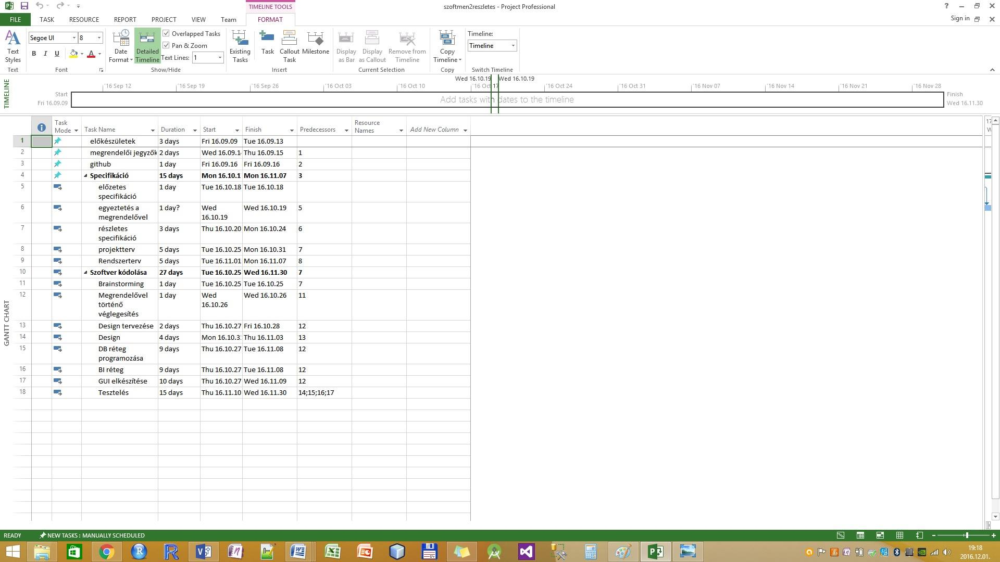 TIMELINE TOOLS
szoftmen2reszletes - Project Professional
FILE TASK RESOURCE REPORT PROJECT VIEW Team FORMAT
Sign in
Segoe UI 8
B I U
Text Styles
Date Format
Detailed Timeline
Overlapped Tasks
Pan & Zoom
Text Lines: 1
Existing Tasks
Task
Callout Task
Milestone
Display as Bar
Display as Callout
Remove from Timeline
Copy Timeline
Timeline:
Timeline
Text Font Show/Hide Insert Current Selection Copy Switch Timeline
TIMELINE
Wed 16.10.19 Wed 16.10.19
'16 Sep 12 '16 Sep 19 '16 Sep 26 '16 Oct 03 '16 Oct 10 '16 Oct 17 '16 Oct 24 '16 Oct 31 '16 Nov 07 '16 Nov 14 '16 Nov 21 '16 Nov 28
Start
Fri 16.09.09
Add tasks with dates to the timeline
Finish
Wed 16.11.30
GANTT CHART
Task Mode Task Name Duration Start Finish Predecessors Resource Names Add New Column
1 előkészületek 3 days Fri 16.09.09 Tue 16.09.13
2 megrendelői jegyzők 2 days Wed 16.09.1 Thu 16.09.15 1
3 github 1 day Fri 16.09.16 Fri 16.09.16 2
4 Specifikáció 15 days Mon 16.10.1 Mon 16.11.07 3
5 előzetes specifikáció 1 day Tue 16.10.18 Tue 16.10.18
6 egyeztetés a megrendelővel 1 day? Wed 16.10.19 Wed 16.10.19 5
7 részletes specifikáció 3 days Thu 16.10.20 Mon 16.10.24 6
8 projektterv 5 days Tue 16.10.25 Mon 16.10.31 7
9 Rendszerterv 5 days Tue 16.11.01 Mon 16.11.07 8
10 Szoftver kódolása 27 days Tue 16.10.25 Wed 16.11.30 7
11 Brainstorming 1 day Tue 16.10.25 Tue 16.10.25 7
12 Megrendelővel történő véglegesítés 1 day Wed 16.10.26 Wed 16.10.26 11
13 Design tervezése 2 days Thu 16.10.27 Fri 16.10.28 12
14 Design 4 days Mon 16.10.3 Thu 16.11.03 13
15 DB réteg programozása 9 days Thu 16.10.27 Tue 16.11.08 12
16 BI réteg 9 days Thu 16.10.27 Tue 16.11.08 12
17 GUI elkészítése 10 days Thu 16.10.27 Wed 16.11.09 12
18 Tesztelés 15 days Thu 16.11.10 Wed 16.11.30 14;15;16;17
READY NEW TASKS : MANUALLY SCHEDULED
19:18
2016.12.01.